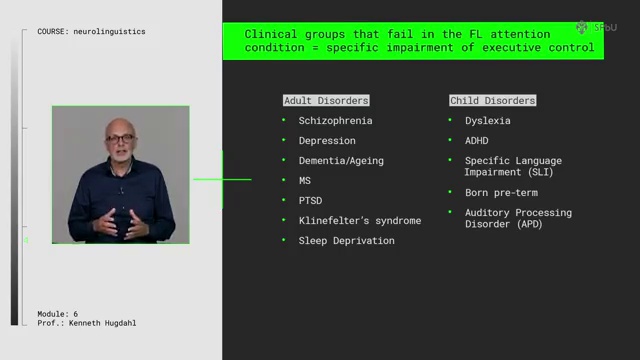 COURSE: neurolinguistics
Clinical groups that fail in the FL attention
condition = specific impairment of executive control
SPbU
Adult Disorders
• Schizophrenia
• Depression
• Dementia/Ageing
• MS
• PTSD
• Klinefelter's syndrome
• Sleep Deprivation
Child Disorders
• Dyslexia
• ADHD
• Specific Language
Impairment (SLI)
• Born pre-term
• Auditory Processing
Disorder (APD)
Module: 6
Prof.: Kenneth Hugdahl